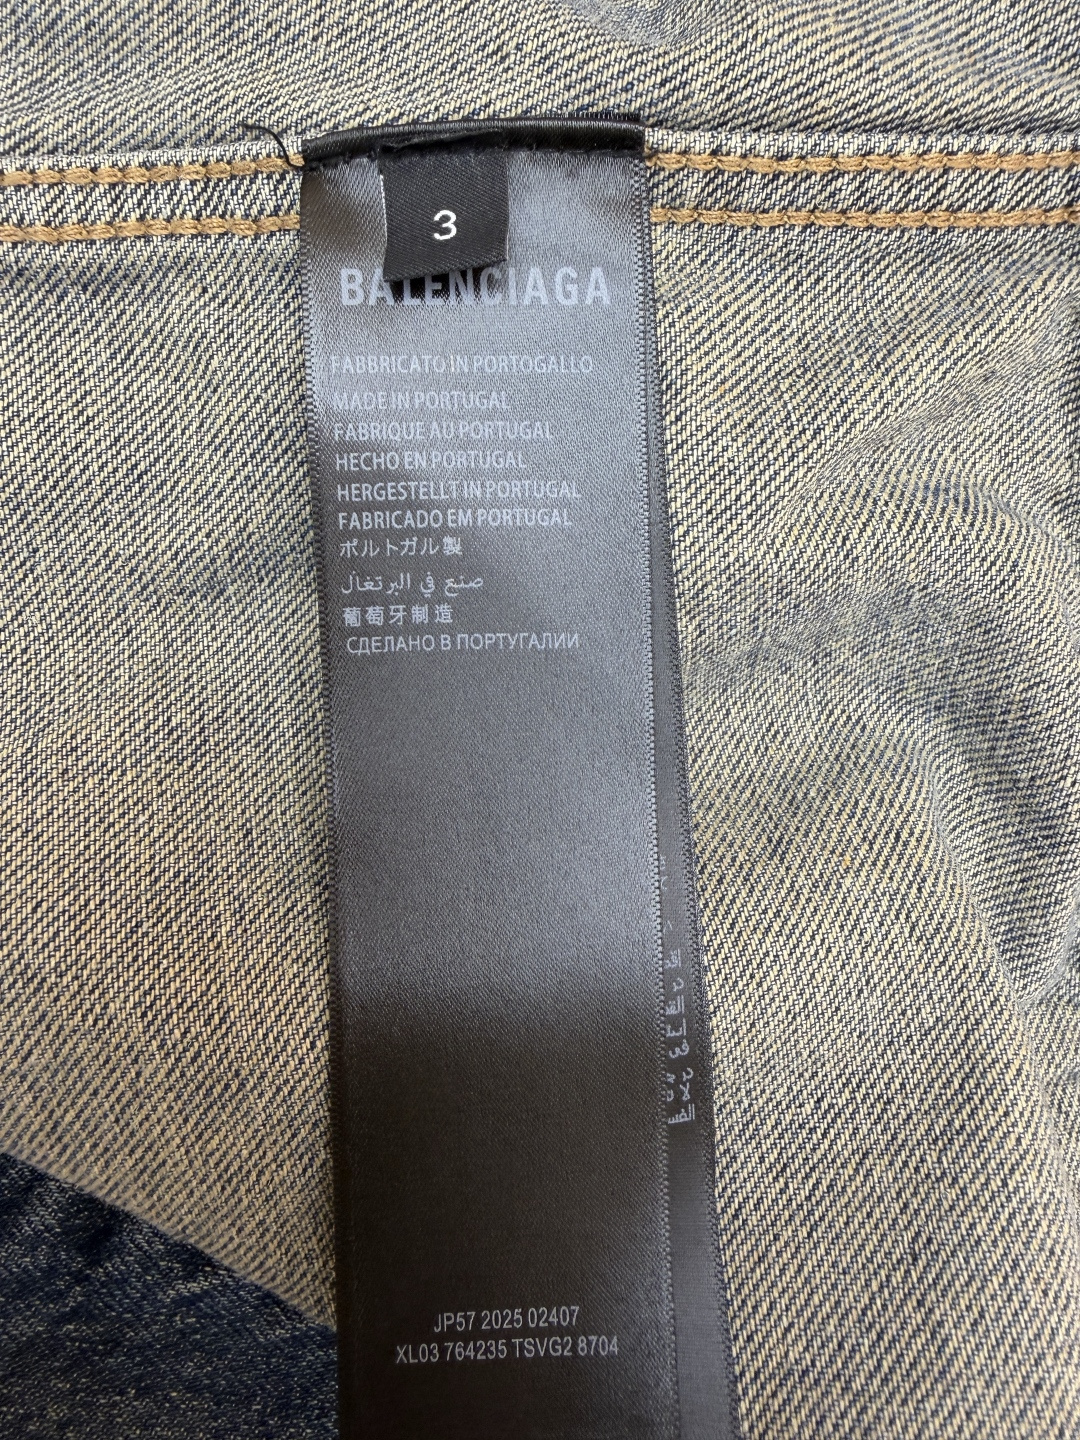 3
BALENCIAGA
FABBRICATO IN PORTOGALLO
MADE IN PORTUGAL
FABRIQUE AU PORTUGAL
HECHO EN PORTUGAL
HERGESTELLT IN PORTUGAL
FABRICADO EM PORTUGAL
ポルトガル製
صنع في البرتغال
葡萄牙制造
СДЕЛАНО В ПОРТУГАЛИИ
JP57 2025 02407
XL03 764235 TSVG2 8704